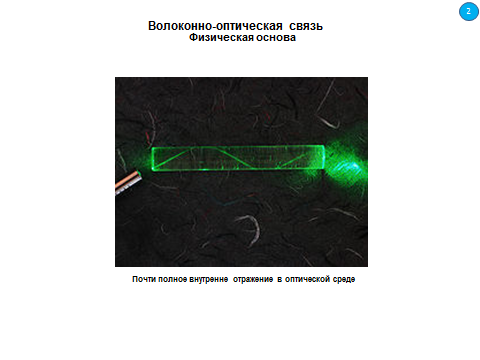 2
Волоконно-оптическая связь
Физическая основа
Почти полное внутренне отражение в оптической среде